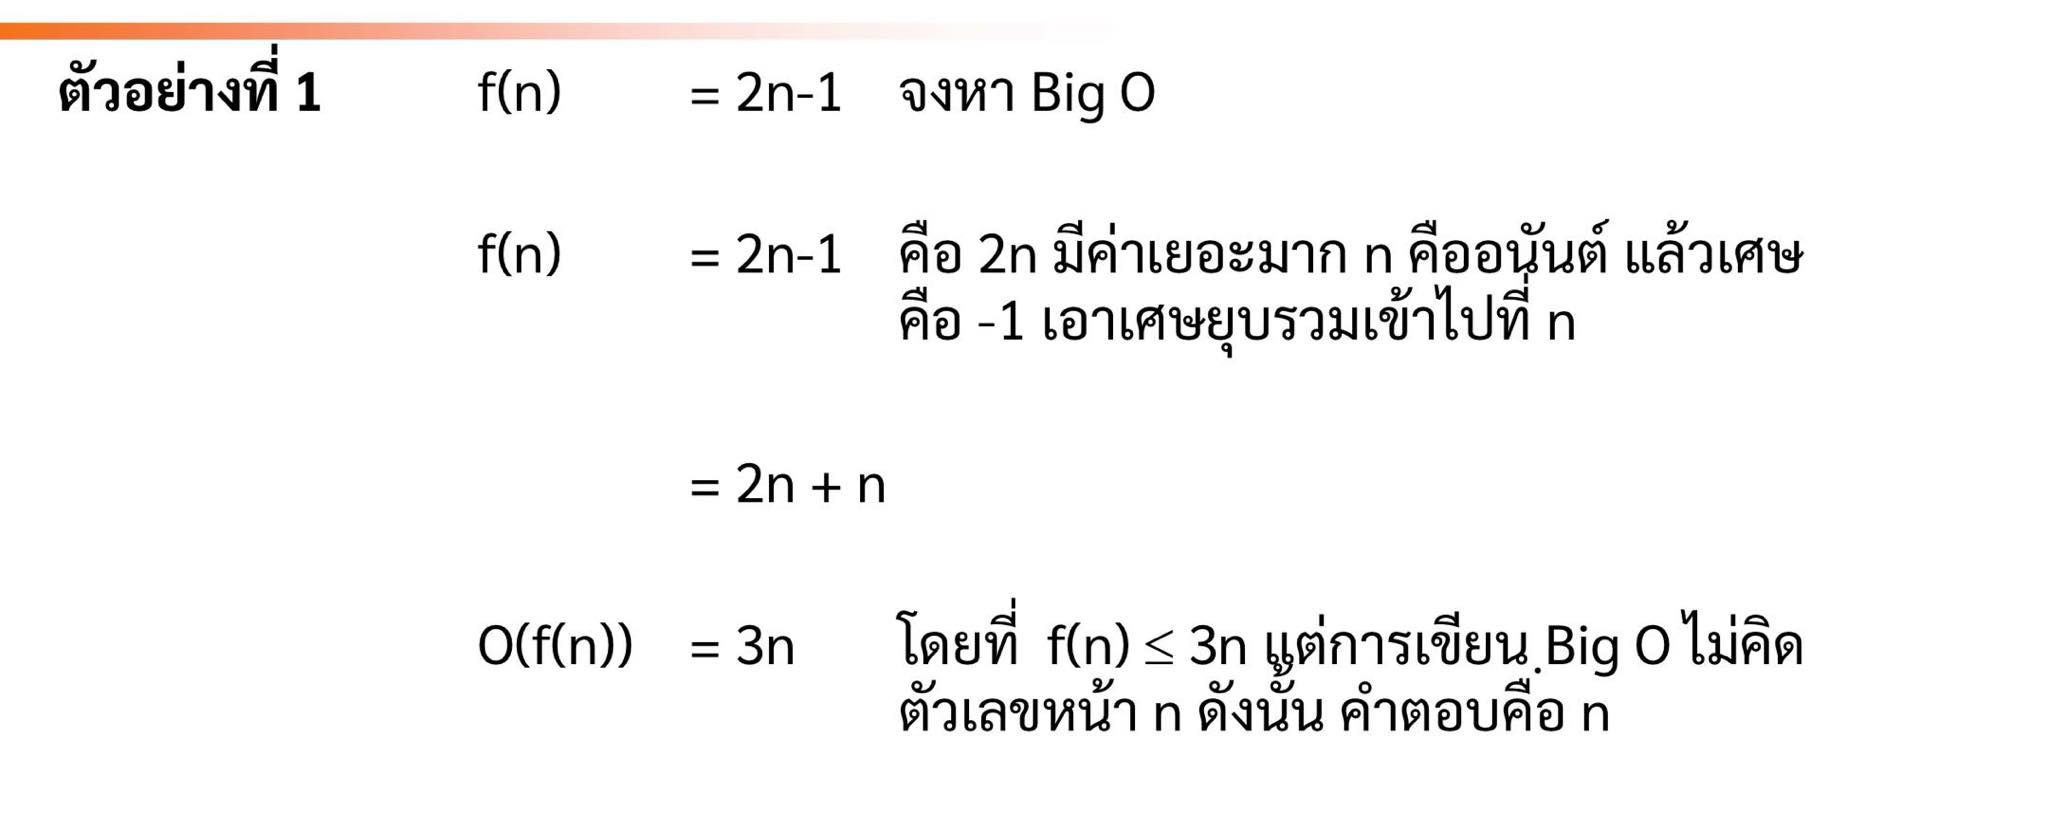 ตัวอย่างที่ 1 f(n) = 2n-1 จงหา Big O
f(n) = 2n-1 คือ 2n มีค่าเยอะมาก n คืออนันต์ แล้วเศษ
คือ -1 เอาเศษยุบรวมเข้าไปที่ n
= 2n + n
O(f(n)) = 3n โดยที่ f(n) ≤ 3n แต่การเขียน Big O ไม่คิด
ตัวเลขหน้า n ดังนั้น คำตอบคือ n